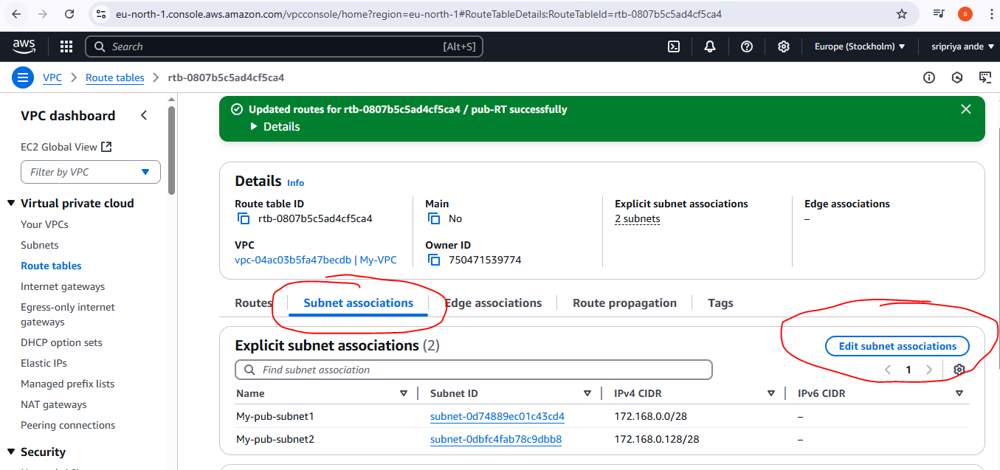 eu-north-1.console.aws.amazon.com/vpcconsole/home?region=eu-north-1#RouteTableDetails:RouteTableId=rtb-0807b5c5ad4cf5ca4
S
aws
Search [Alt+S]
Europe (Stockholm)
sripriya ande
VPC
Route tables
rtb-0807b5c5ad4cf5ca4
VPC dashboard
EC2 Global View
Filter by VPC
Virtual private cloud
Your VPCs
Subnets
Route tables
Internet gateways
Egress-only internet
gateways
DHCP option sets
Elastic IPs
Managed prefix lists
NAT gateways
Peering connections
Security
Updated routes for rtb-0807b5c5ad4cf5ca4 / pub-RT successfully
Details
Details Info
Route table ID
rtb-0807b5c5ad4cf5ca4
Main
No
Explicit subnet associations
2 subnets
Edge associations
–
VPC
vpc-04ac03b5fa47becdb | My-VPC
Owner ID
750471539774
Routes
Subnet associations
Edge associations
Route propagation
Tags
Explicit subnet associations (2)
Edit subnet associations
Find subnet association
1
Name Subnet ID IPv4 CIDR IPv6 CIDR
My-pub-subnet1 subnet-0d74889ec01c43cd4 172.168.0.0/28 –
My-pub-subnet2 subnet-0dbfc4fab78c9dbb8 172.168.0.128/28 –